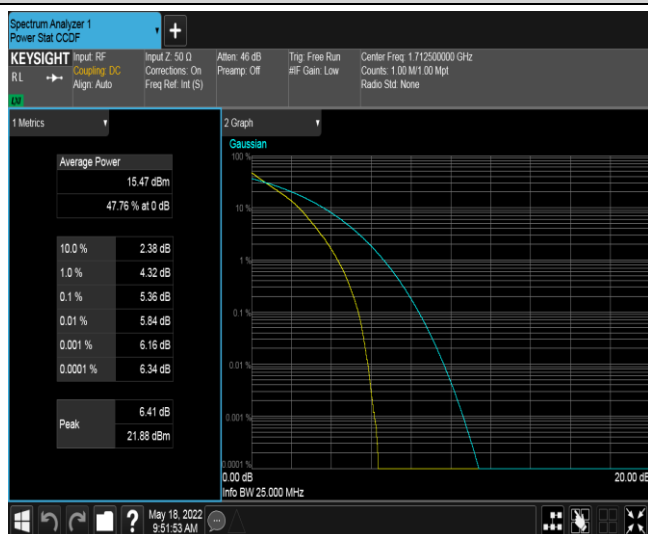 Spectrum Analyzer 1
Power Stat CCDF
+
KEYSIGHT
R L
Input: RF
Coupling: DC
Align: Auto
Input Z: 50 Ω
Corrections: On
Freq Ref: Int (S)
Atten: 46 dB
Preamp: Off
Trig: Free Run
#IF Gain: Low
Center Freq: 1.712500000 GHz
Counts: 1.00 M/1.00 Mpt
Radio Std: None
1 Metrics
Average Power
15.47 dBm
47.76 % at 0 dB
10.0 % 2.38 dB
1.0 % 4.32 dB
0.1 % 5.36 dB
0.01 % 5.84 dB
0.001 % 6.16 dB
0.0001 % 6.34 dB
Peak
6.41 dB
21.88 dBm
2 Graph
Gaussian
100 %
10 %
1 %
0.1 %
0.01 %
0.001 %
0.0001 %
0.00 dB 20.00 dB
Info BW 25.000 MHz
?
May 18, 2022
9:51:53 AM